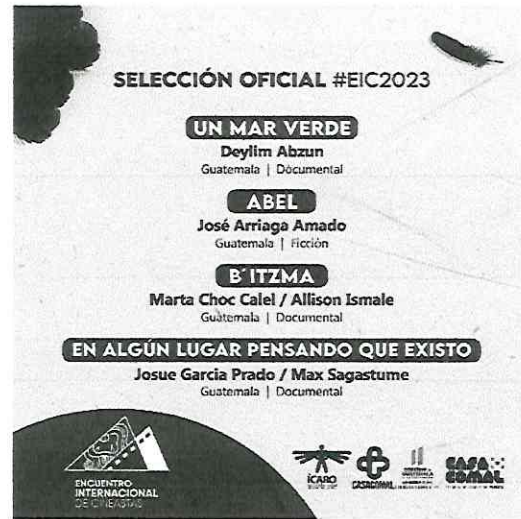 SELECCIÓN OFICIAL #EIC2023
UN MAR VERDE
Deylim Abzun
Guatemala | Documental
ABEL
José Arriaga Amado
Guatemala | Ficción
B´ITZMA
Marta Choc Calel / Allison Ismale
Guatemala | Documental
EN ALGÚN LUGAR PENSANDO QUE EXISTO
Josue Garcia Prado / Max Sagastume
Guatemala | Documental
ENCUENTRO
INTERNACIONAL
DE CINEASTAS
ÍCARO
CASACOMAL
CASA
COMAL